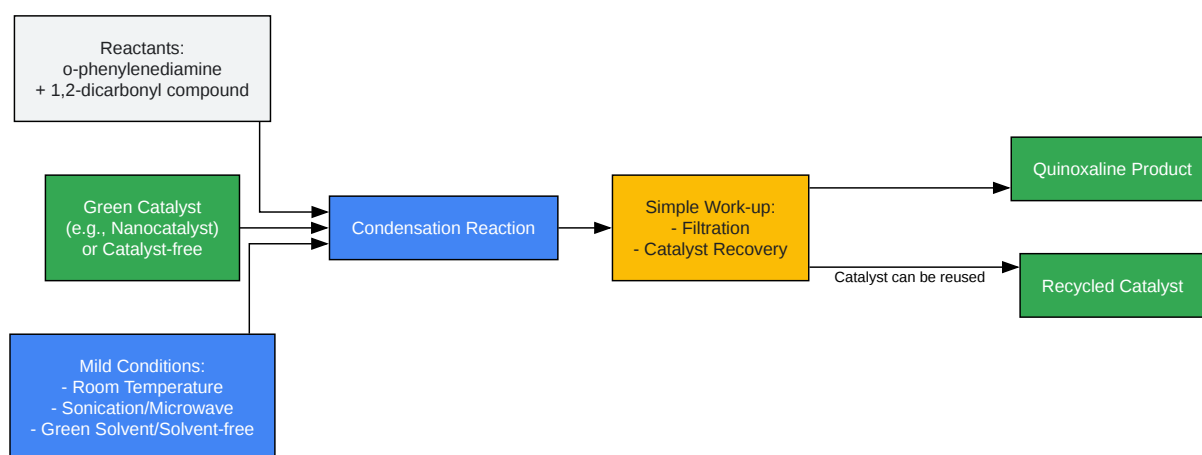 Reactants:
o-phenylenediamine
+ 1,2-dicarbonyl compound
Green Catalyst
(e.g., Nanocatalyst)
or Catalyst-free
Mild Conditions:
- Room Temperature
- Sonication/Microwave
- Green Solvent/Solvent-free
Condensation Reaction
Simple Work-up:
- Filtration
- Catalyst Recovery
Quinoxaline Product
Catalyst can be reused
Recycled Catalyst